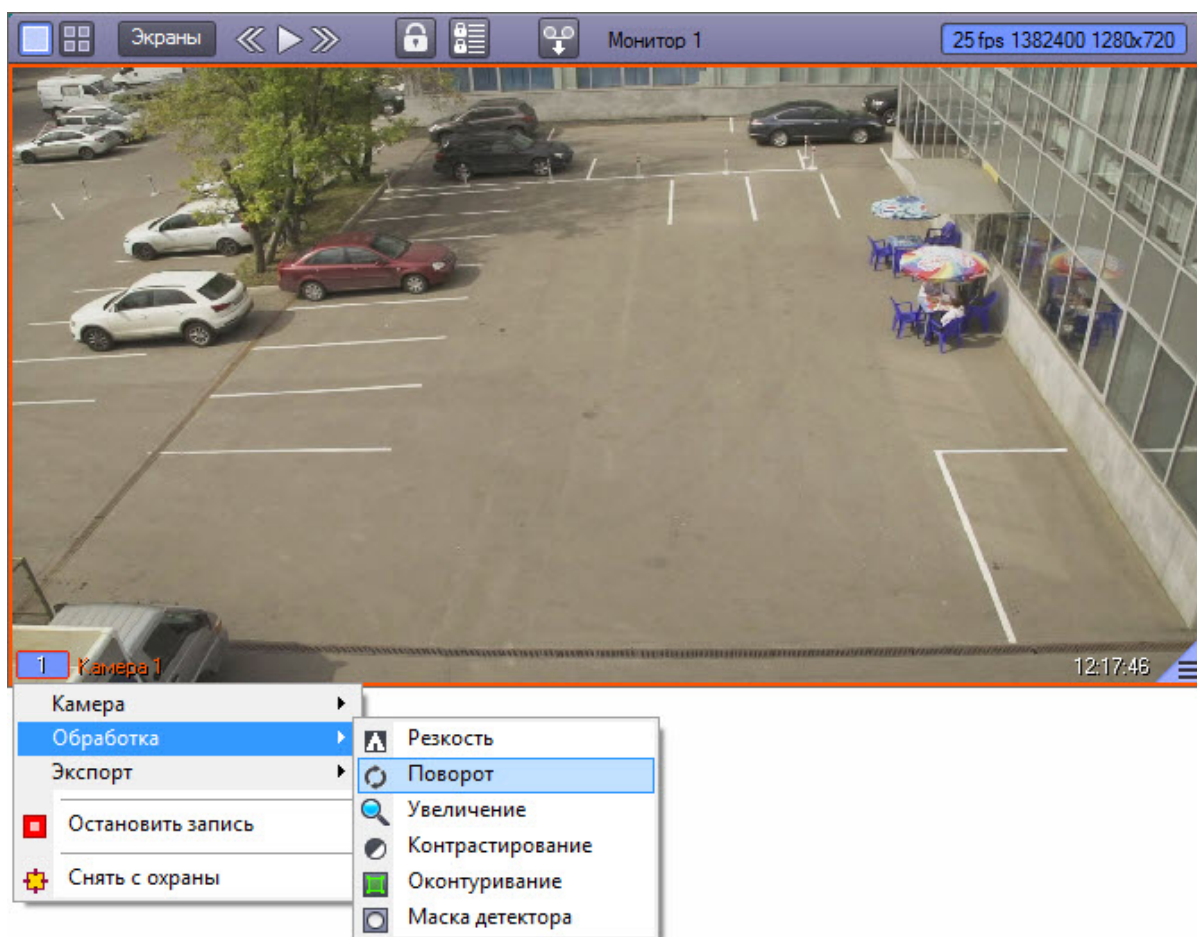 Экраны
Монитор 1
25 fps 1382400 1280x720
1 Камера 1
12:17:46
Камера
Обработка
Экспорт
Остановить запись
Снять с охраны
Резкость
Поворот
Увеличение
Контрастирование
Оконтуривание
Маска детектора